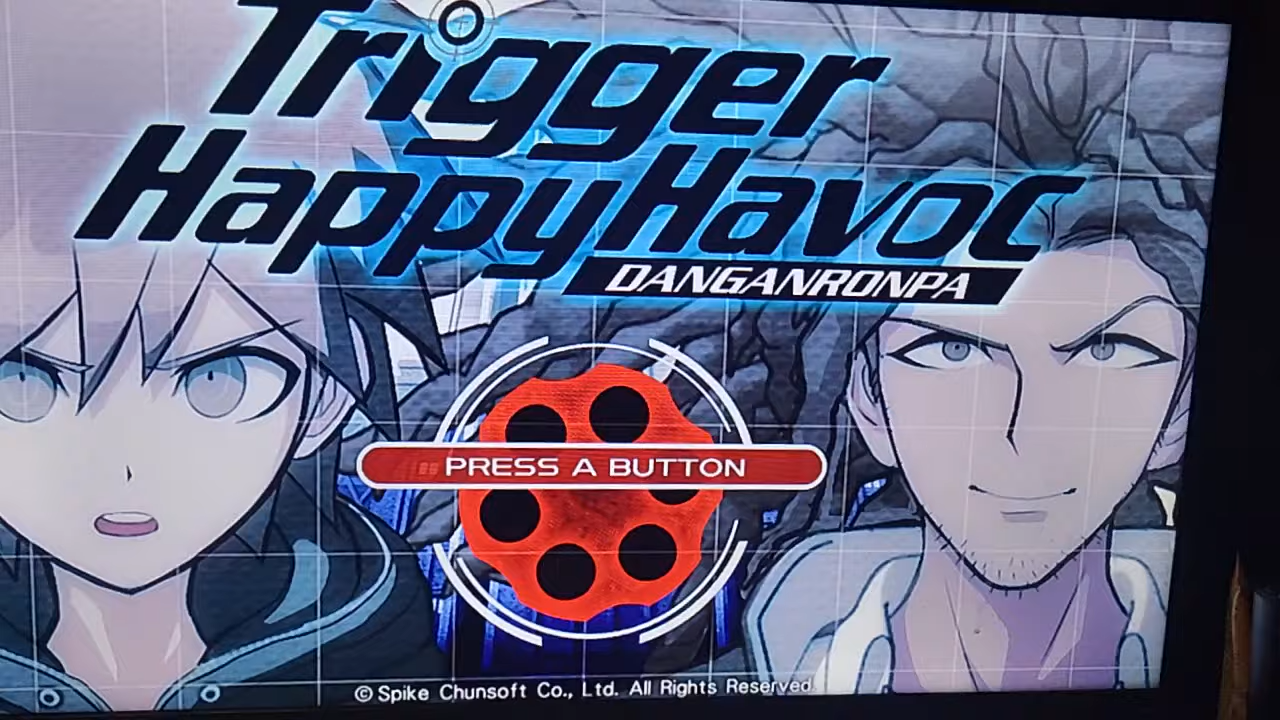 Trigger
HappyHavoc
DANGANRONPA
PRESS A BUTTON
©Spike Chunsoft Co., Ltd. All Rights Reserved.